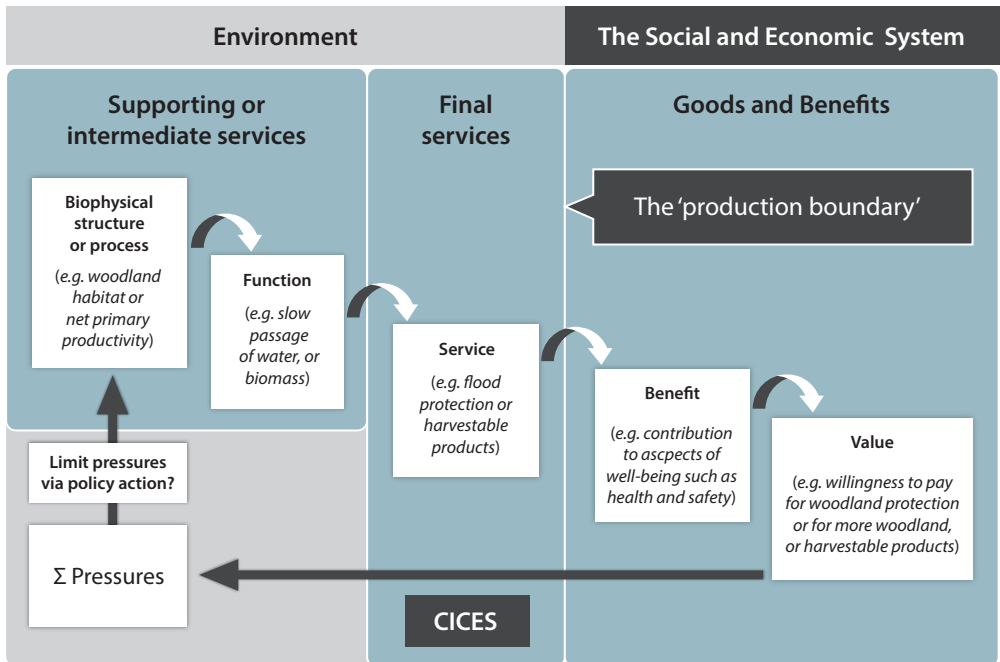 Environment
The Social and Economic System
Supporting or
intermediate services
Final
services
Goods and Benefits
The 'production boundary'
Biophysical
structure
or process
(e.g. woodland
habitat or
net primary
productivity)
Function
(e.g. slow
passage
of water, or
biomass)
Service
(e.g. flood
protection or
harvestable
products)
Benefit
(e.g. contribution
to ascpects of
well-being such as
health and safety)
Value
(e.g. willingness to pay
for woodland protection
or for more woodland,
or harvestable products)
Limit pressures
via policy action?
Σ Pressures
CICES